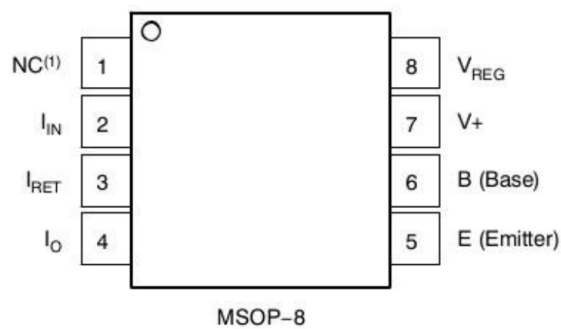 NC(1) 1 8 VREG
IIN 2 7 V+
IRET 3 6 B (Base)
IO 4 5 E (Emitter)
MSOP–8